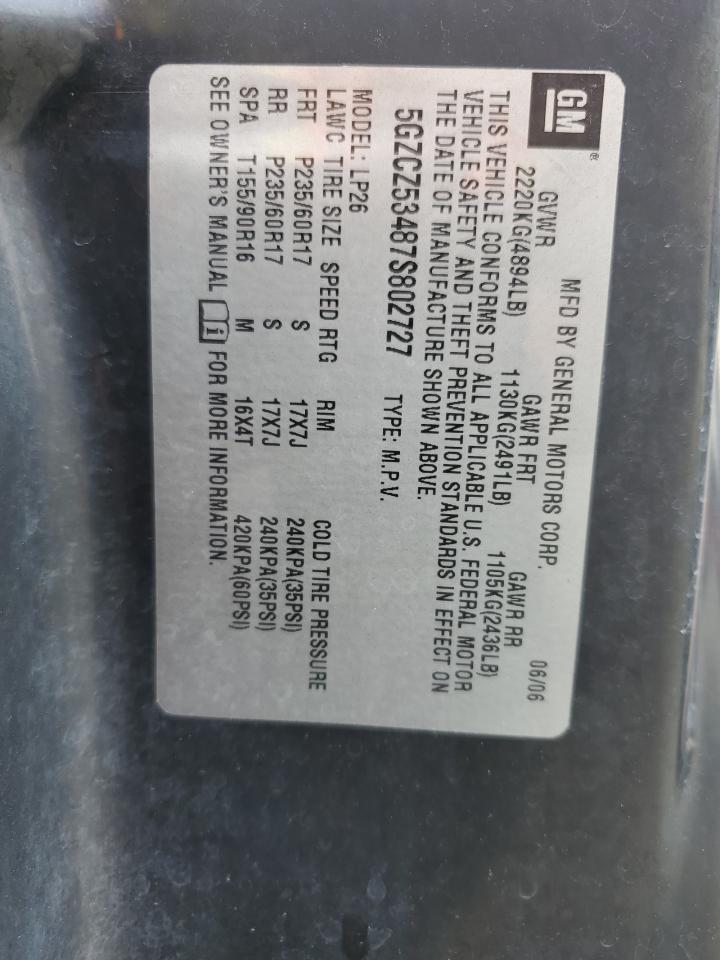 GM®
MFD BY GENERAL MOTORS CORP. 06/06
GVWR GAWR FRT GAWR RR
2220KG(4894LB) 1130KG(2491LB) 1105KG(2436LB)
THIS VEHICLE CONFORMS TO ALL APPLICABLE U.S. FEDERAL MOTOR
VEHICLE SAFETY AND THEFT PREVENTION STANDARDS IN EFFECT ON
THE DATE OF MANUFACTURE SHOWN ABOVE.
5GZCZ53487S802727 TYPE: M.P.V.
MODEL: LP26
LAWC TIRE SIZE SPEED RTG RIM COLD TIRE PRESSURE
FRT P235/60R17 S 17X7J 240KPA(35PSI)
RR P235/60R17 S 17X7J 240KPA(35PSI)
SPA T155/90R16 M 16X4T 420KPA(60PSI)
SEE OWNER'S MANUAL i FOR MORE INFORMATION.